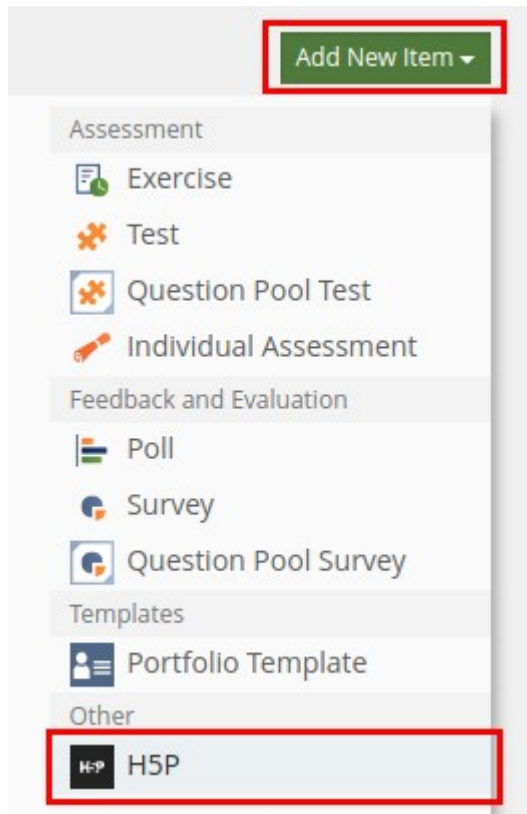 Add New Item
Assessment
Exercise
Test
Question Pool Test
Individual Assessment
Feedback and Evaluation
Poll
Survey
Question Pool Survey
Templates
Portfolio Template
Other
H5P H5P